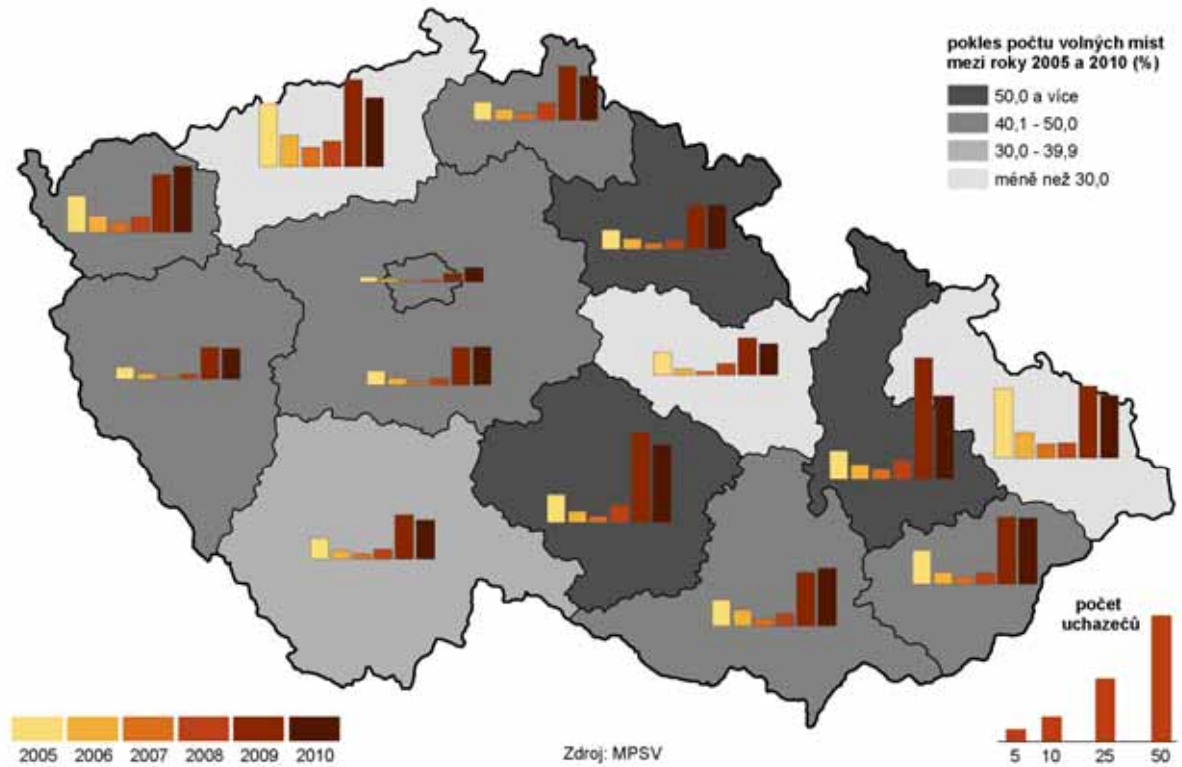 pokles počtu volných míst
mezi roky 2005 a 2010 (%)
50,0 a více
40,1 - 50,0
30,0 - 39,9
méně než 30,0
počet
uchazečů
5 10 25 50
2005 2006 2007 2008 2009 2010
Zdroj: MPSV